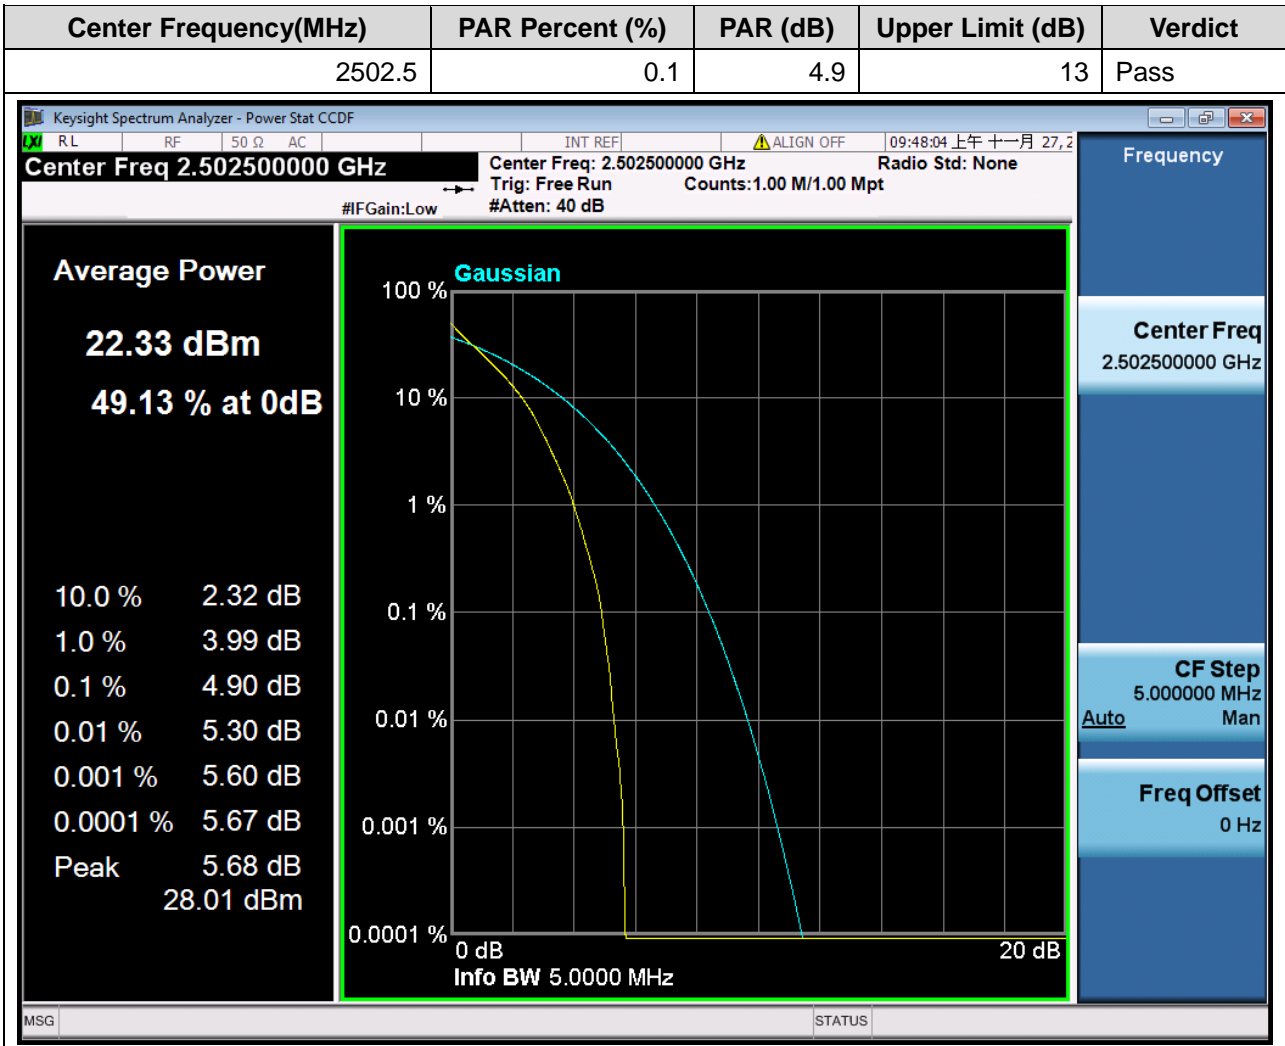 Center Frequency(MHz) PAR Percent (%) PAR (dB) Upper Limit (dB) Verdict
2502.5 0.1 4.9 13 Pass
Keysight Spectrum Analyzer - Power Stat CCDF
LXI RL RF 50 Ω AC INT REF ALIGN OFF 09:48:04 上午 十一月 27, 2
Center Freq 2.502500000 GHz
Center Freq: 2.502500000 GHz Radio Std: None
Trig: Free Run Counts:1.00 M/1.00 Mpt
#IFGain:Low #Atten: 40 dB
Average Power
22.33 dBm
49.13 % at 0dB
10.0 % 2.32 dB
1.0 % 3.99 dB
0.1 % 4.90 dB
0.01 % 5.30 dB
0.001 % 5.60 dB
0.0001 % 5.67 dB
Peak 5.68 dB
28.01 dBm
Gaussian
100 %
10 %
1 %
0.1 %
0.01 %
0.001 %
0.0001 %
0 dB 20 dB
Info BW 5.0000 MHz
Frequency
Center Freq
2.502500000 GHz
CF Step
5.000000 MHz
Auto Man
Freq Offset
0 Hz
MSG STATUS